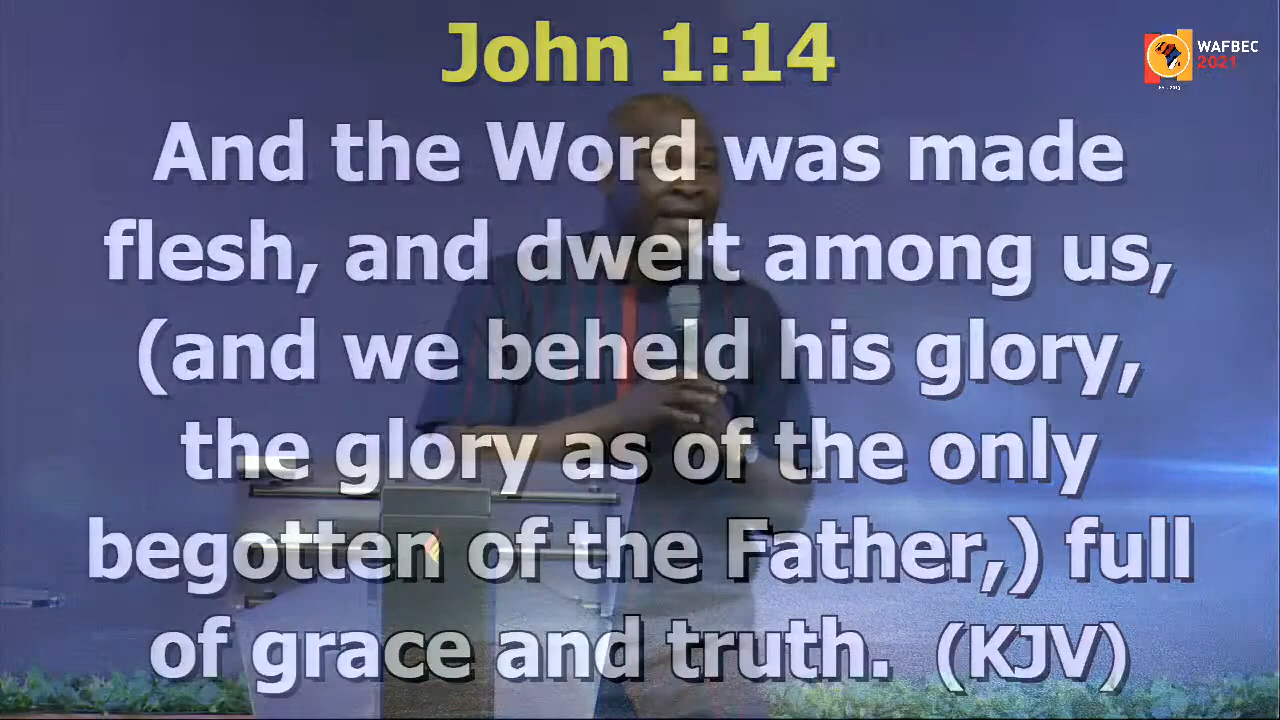 John 1:14
WAFBEC
2021
And the Word was made
flesh, and dwelt among us,
(and we beheld his glory,
the glory as of the only
begotten of the Father,) full
of grace and truth. (KJV)